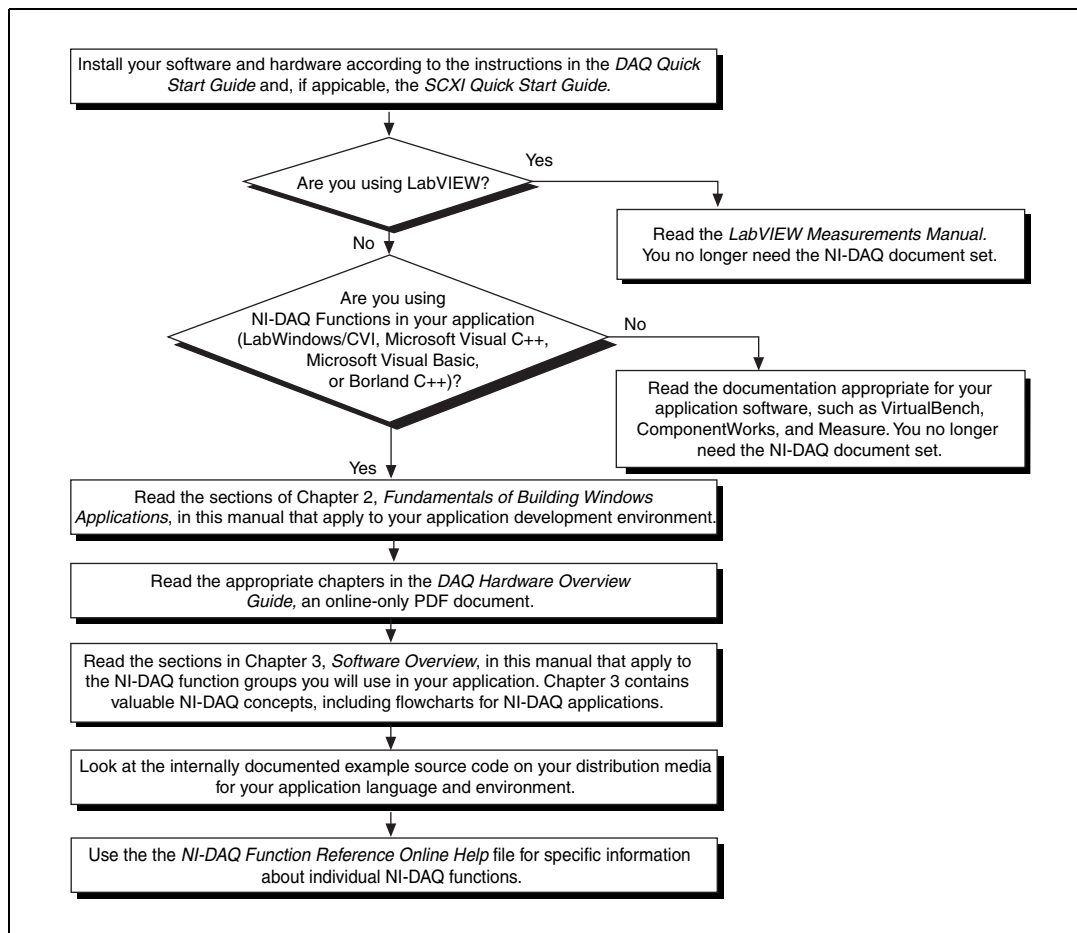 Install your software and hardware according to the instructions in the DAQ Quick
Start Guide and, if apicable, the SCXI Quick Start Guide.
Are you using LabVIEW?
Yes
Read the LabVIEW Measurements Manual.
You no longer need the NI-DAQ document set.
No
Are you using
NI-DAQ Functions in your application
(LabWindows/CVI, Microsoft Visual C++,
Microsoft Visual Basic,
or Borland C++)?
No
Read the documentation appropriate for your
application software, such as VirtualBench,
ComponentWorks, and Measure. You no longer
need the NI-DAQ document set.
Yes
Read the sections of Chapter 2, Fundamentals of Building Windows
Applications, in this manual that apply to your application development environment.
Read the appropriate chapters in the DAQ Hardware Overview
Guide, an online-only PDF document.
Read the sections in Chapter 3, Software Overview, in this manual that apply to
the NI-DAQ function groups you will use in your application. Chapter 3 contains
valuable NI-DAQ concepts, including flowcharts for NI-DAQ applications.
Look at the internally documented example source code on your distribution media
for your application language and environment.
Use the the NI-DAQ Function Reference Online Help file for specific information
about individual NI-DAQ functions.